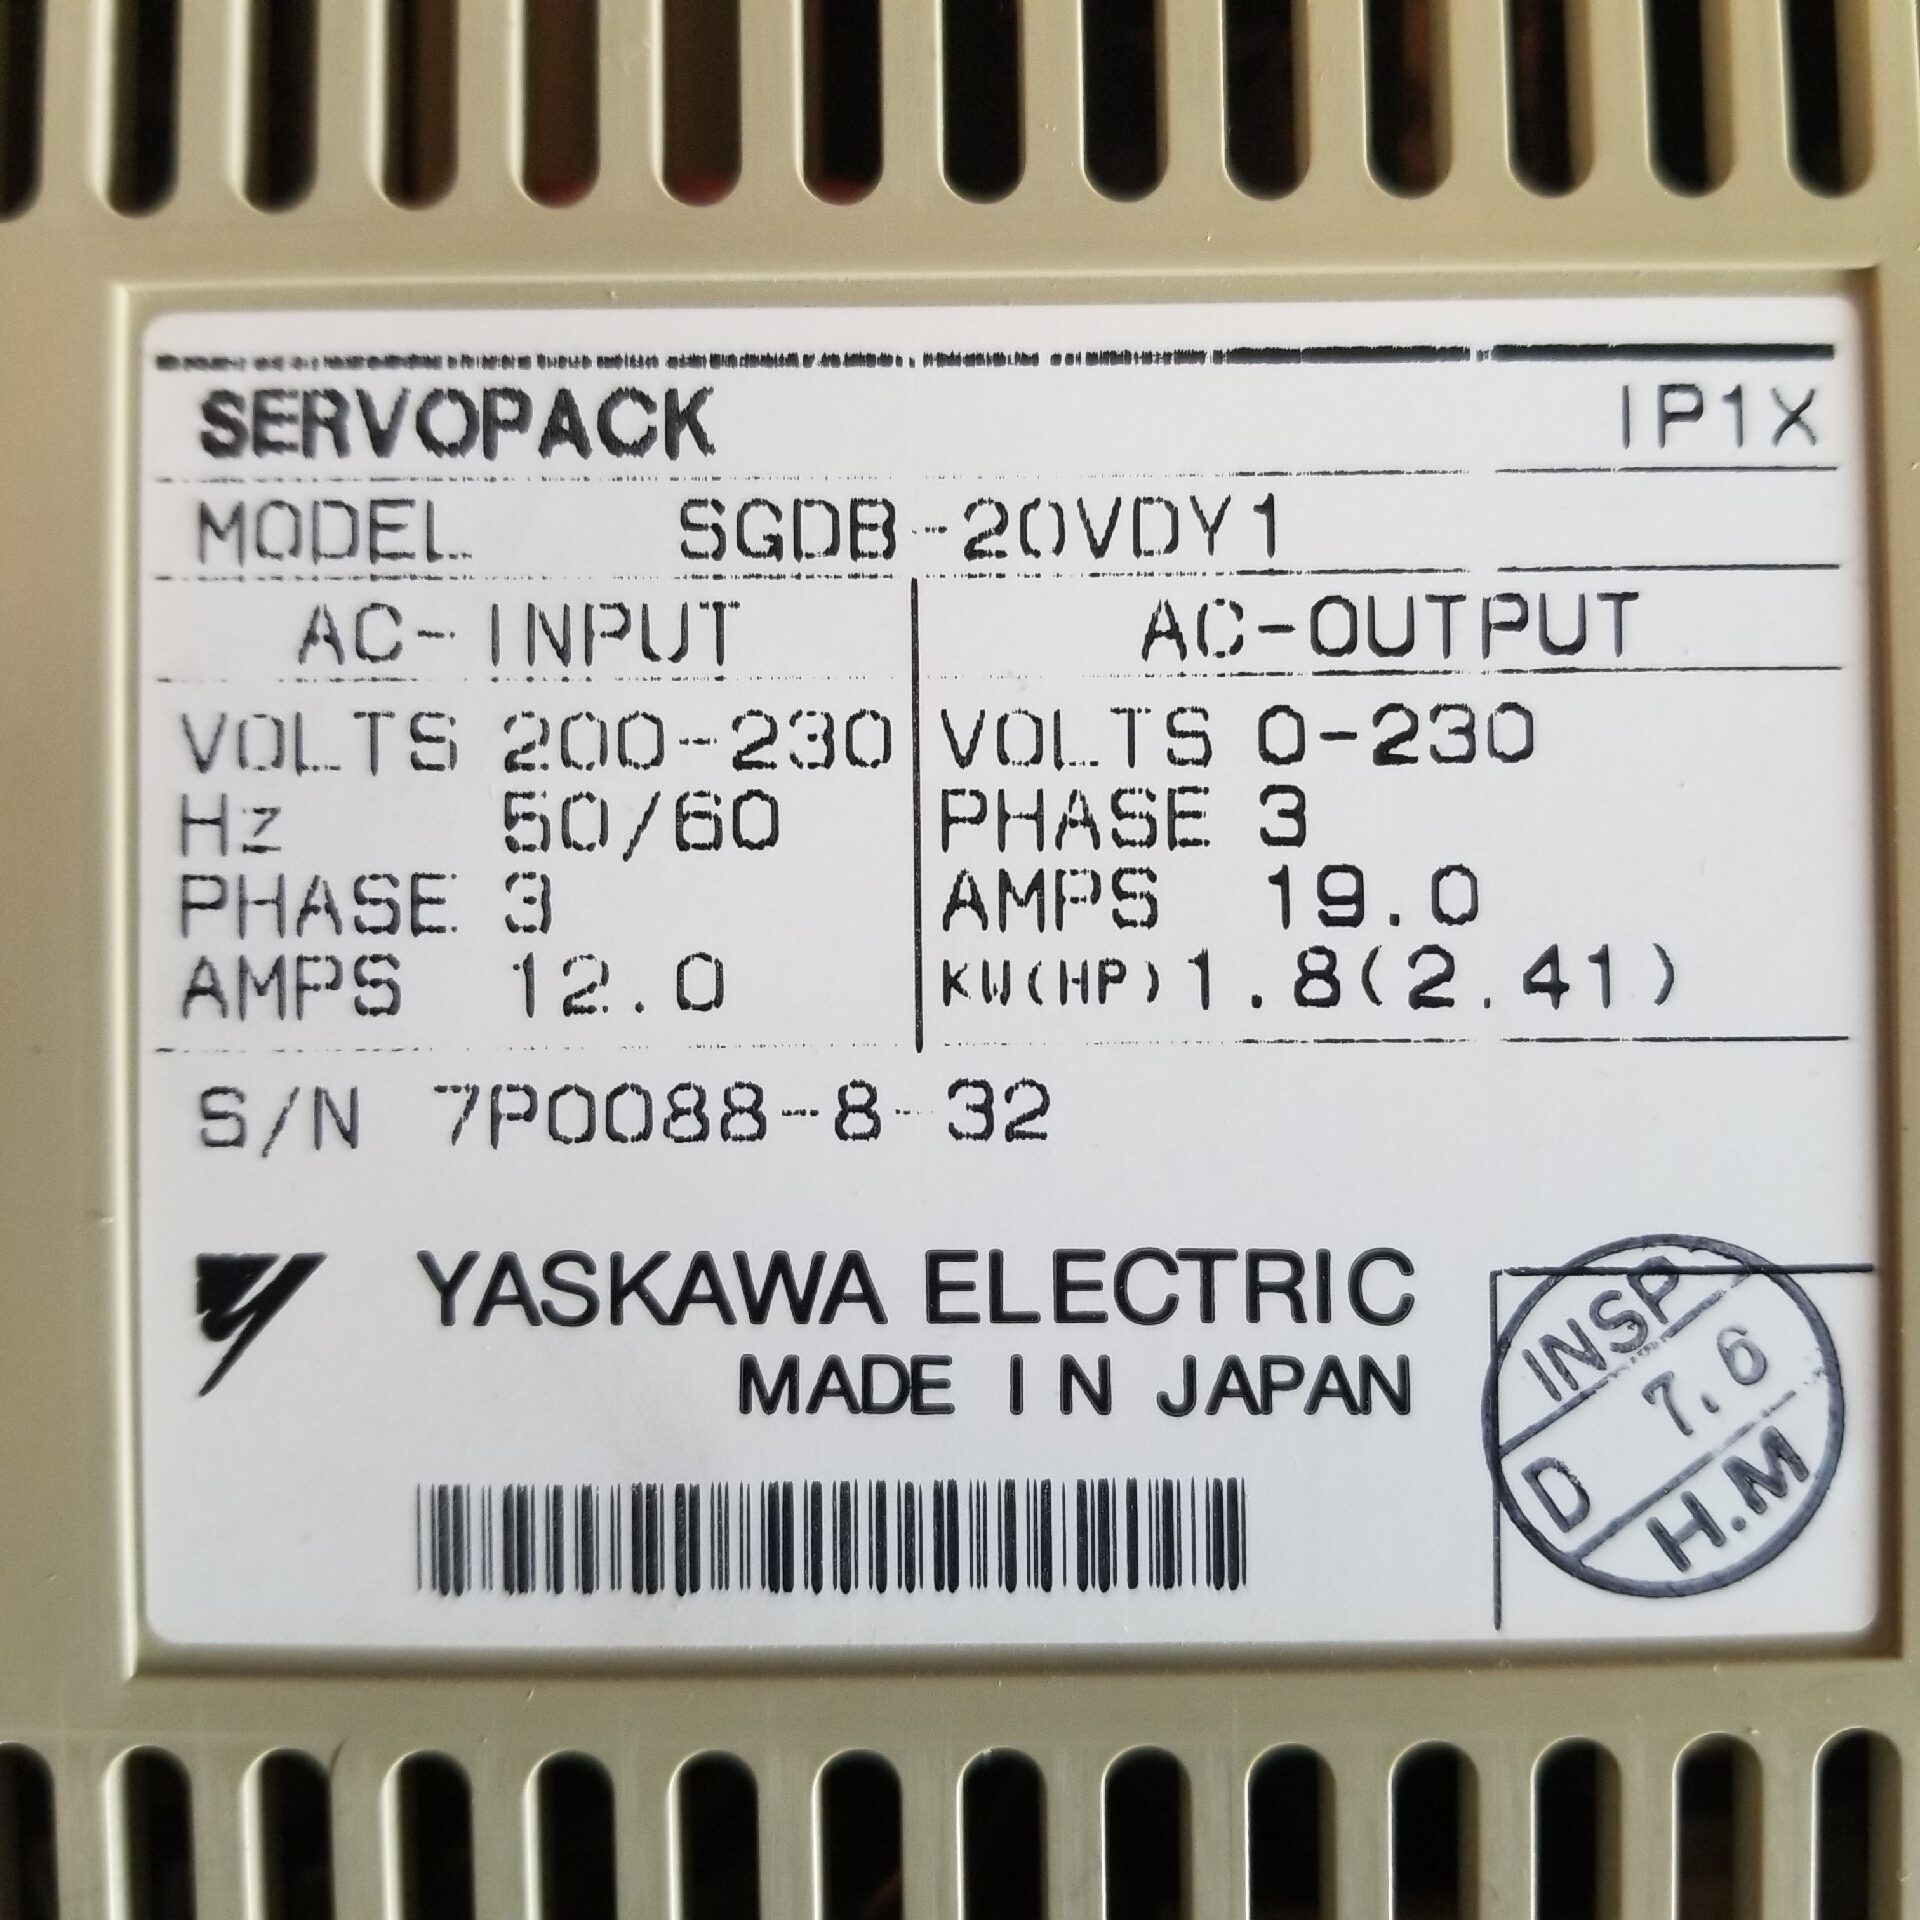 SERVOPACK IP1X
MODEL SGDB-20VDY1
AC-INPUT AC-OUTPUT
VOLTS 200-230 VOLTS 0-230
Hz 50/60 PHASE 3
PHASE 3 AMPS 19.0
AMPS 12.0 KW(HP) 1.8(2.41)
S/N 7P0088-8-32
YASKAWA ELECTRIC
MADE IN JAPAN
INSP
7.6
D
H.M